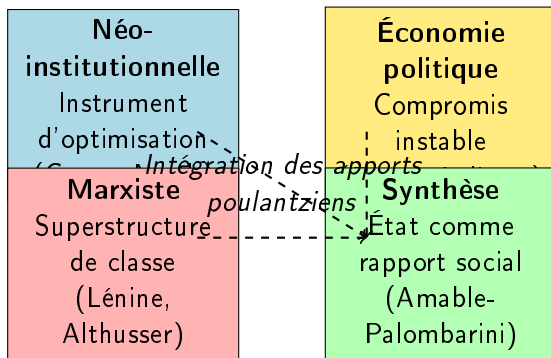 Néo-
institutionnelle
Instrument
d'optimisation
Économie
politique
Compromis
instable
Intégration des apports
poulantziens
Marxiste
Superstructure
de classe
(Lénine,
Althusser)
Synthèse
État comme
rapport social
(Amable-
Palombarini)